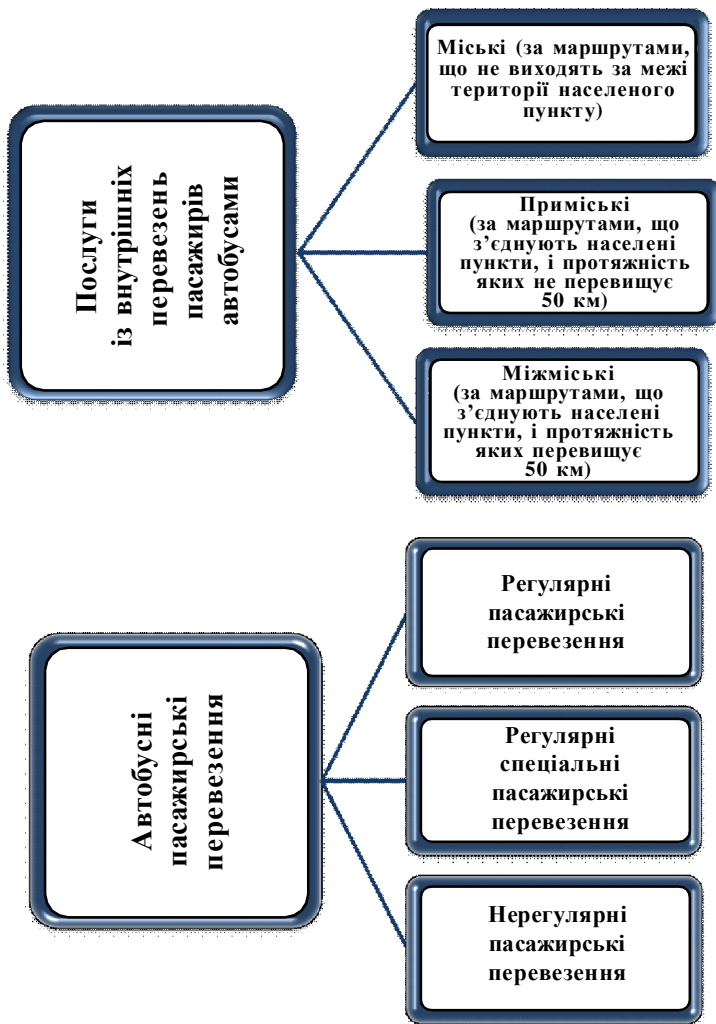 Послуги
із внутрішніх
перевезень
пасажирів
автобусами
Міські (за маршрутами,
що не виходять за межі
території населеного
пункту)
Приміські
(за маршрутами, що
з’єднують населені
пункти, і протяжність
яких не перевищує
50 км)
Міжміські
(за маршрутами, що
з’єднують населені
пункти, і протяжність
яких перевищує
50 км)
Автобусні
пасажирські
перевезення
Регулярні
пасажирські
перевезення
Регулярні
спеціальні
пасажирські
перевезення
Нерегулярні
пасажирські
перевезення